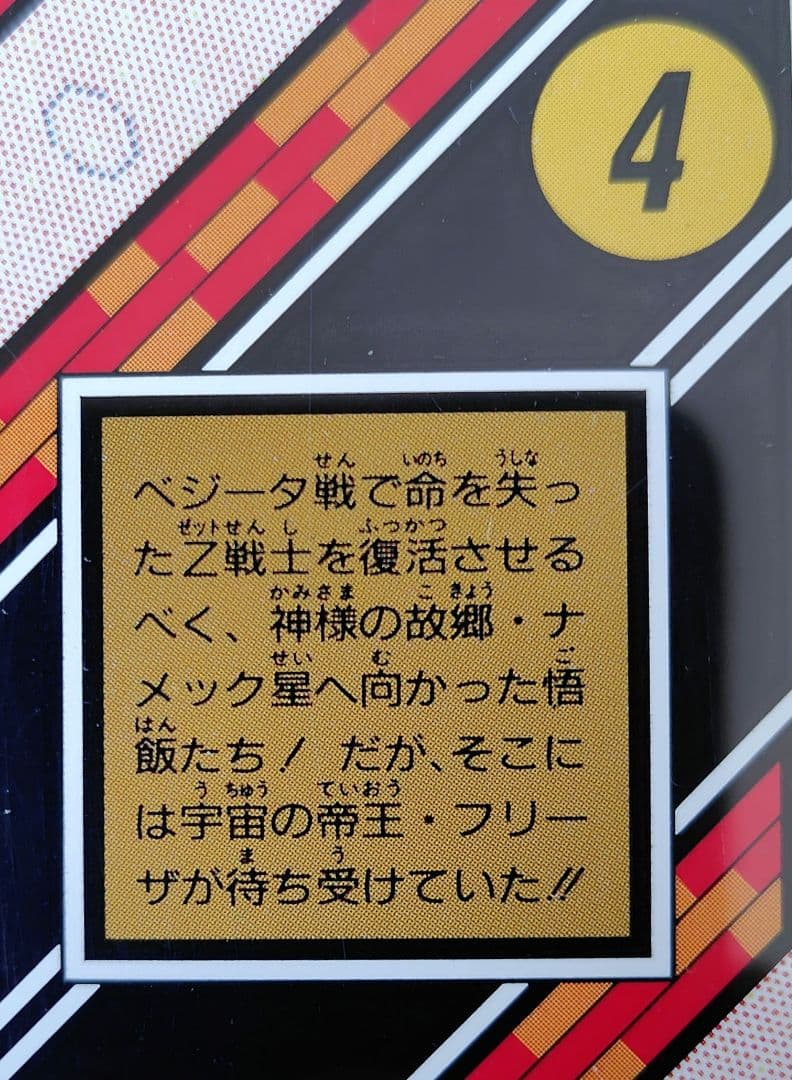 4
ベジータ戦で命を失っ
たZ戦士を復活させる
べく、神様の故郷・ナ
メック星へ向かった悟
飯たち! だが、そこに
は宇宙の帝王・フリー
ザが待ち受けていた!!